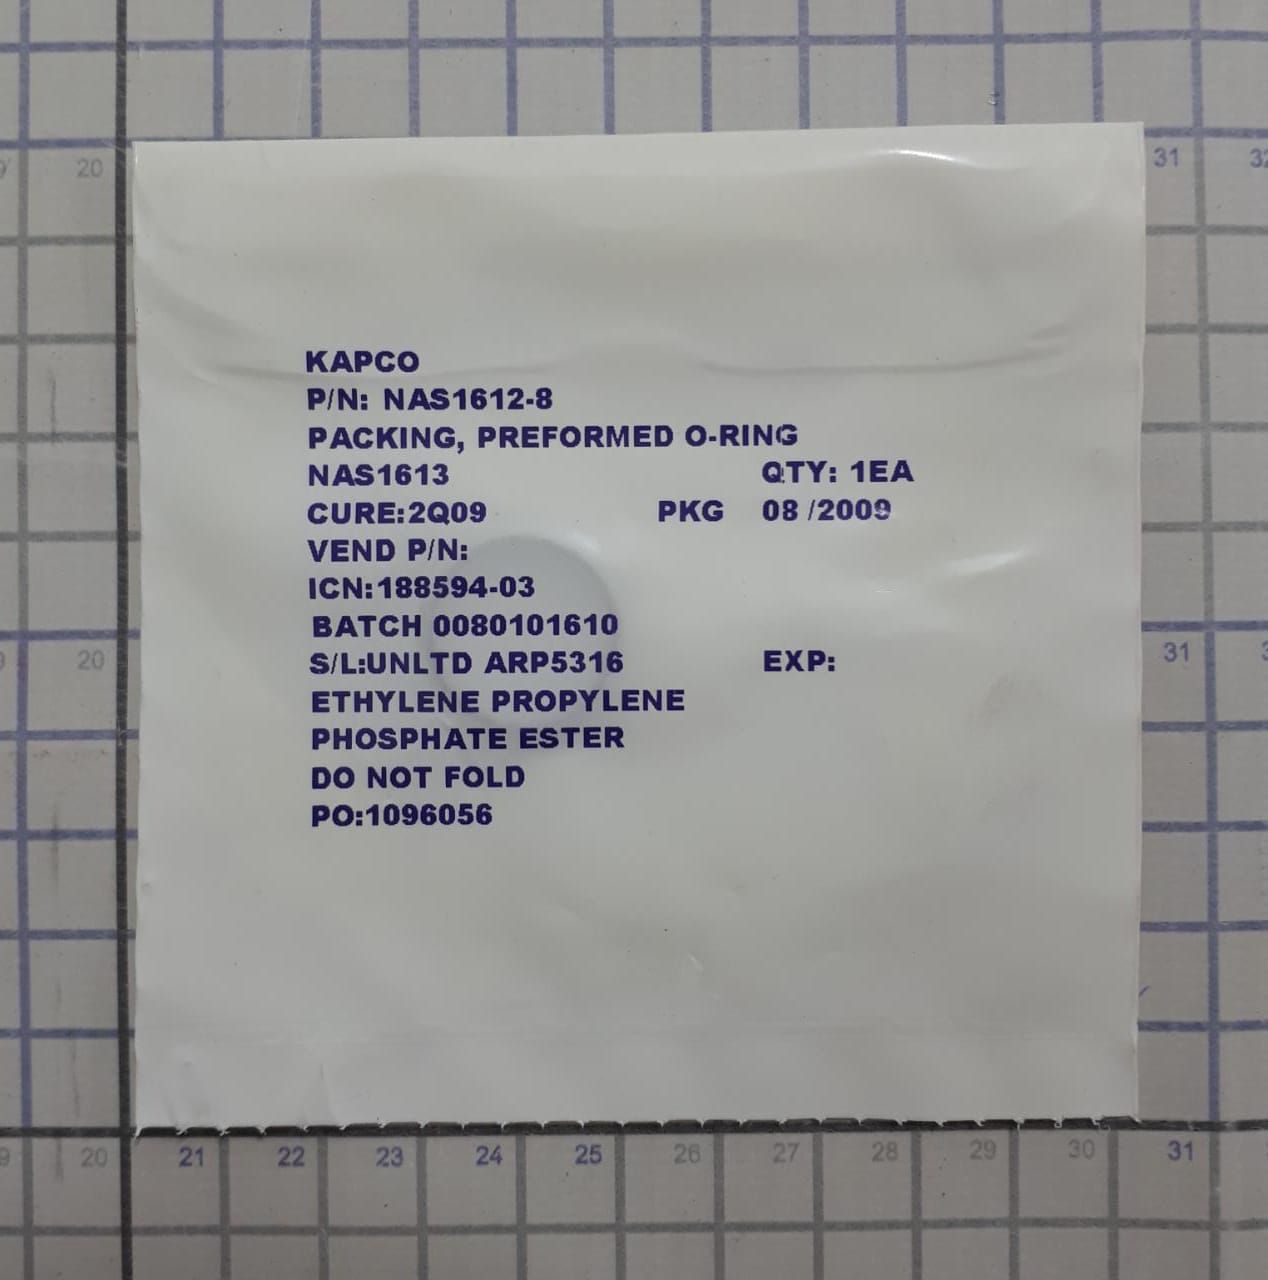 31 32
20
KAPCO
P/N: NAS1612-8
PACKING, PREFORMED O-RING
NAS1613 QTY: 1EA
CURE:2Q09 PKG 08 /2009
VEND P/N:
ICN:188594-03
BATCH 0080101610
S/L:UNLTD ARP5316 EXP:
20 31
ETHYLENE PROPYLENE
PHOSPHATE ESTER
DO NOT FOLD
PO:1096056
20 21 22 23 24 25 26 27 28 29 30 31